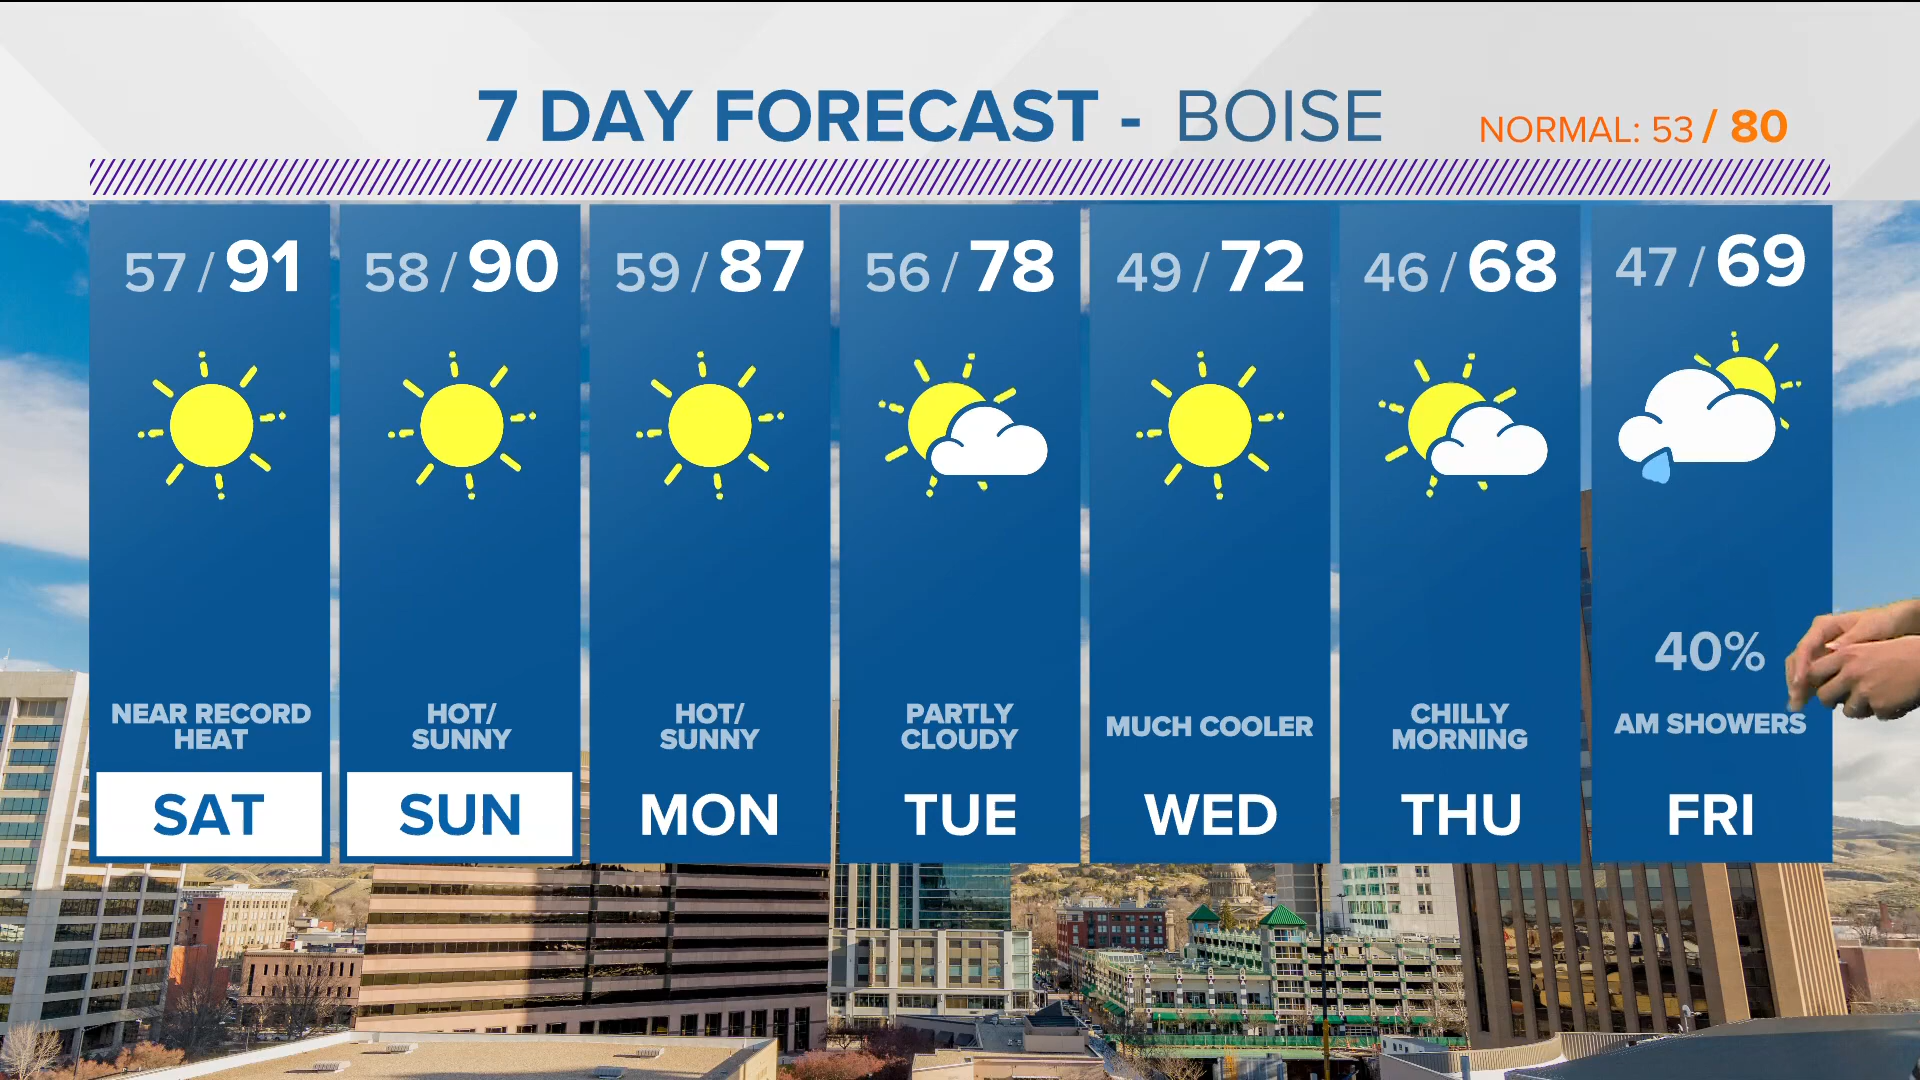 7 DAY FORECAST - BOISE
NORMAL: 53 / 80
57 / 91
58 / 90
59 / 87
56 / 78
49 / 72
46 / 68
47 / 69
40%
NEAR RECORD
HEAT
HOT/
SUNNY
HOT/
SUNNY
PARTLY
CLOUDY
MUCH COOLER
CHILLY
MORNING
AM SHOWERS
SAT
SUN
MON
TUE
WED
THU
FRI